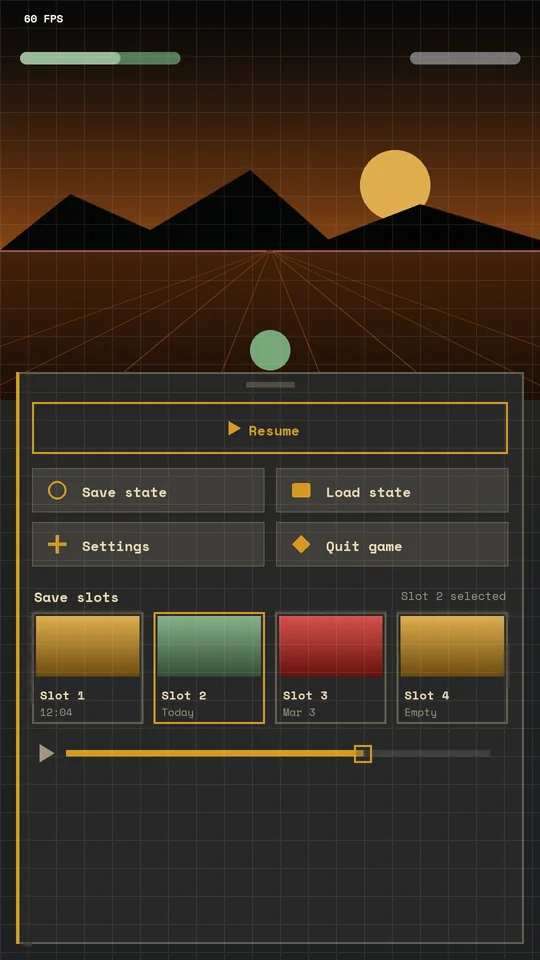 60 FPS
Resume
Save state
Load state
Settings
Quit game
Save slots
Slot 2 selected
Slot 1
12:04
Slot 2
Today
Slot 3
Mar 3
Slot 4
Empty